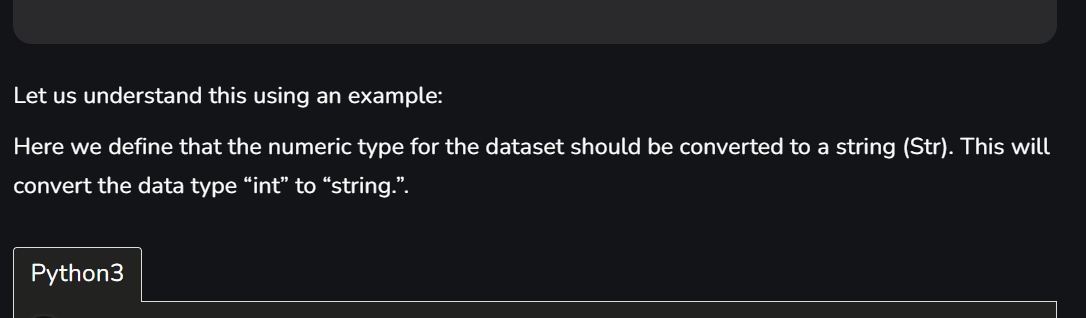 Let us understand this using an example:
Here we define that the numeric type for the dataset should be converted to a string (Str). This will
convert the data type “int” to “string.”.
Python3